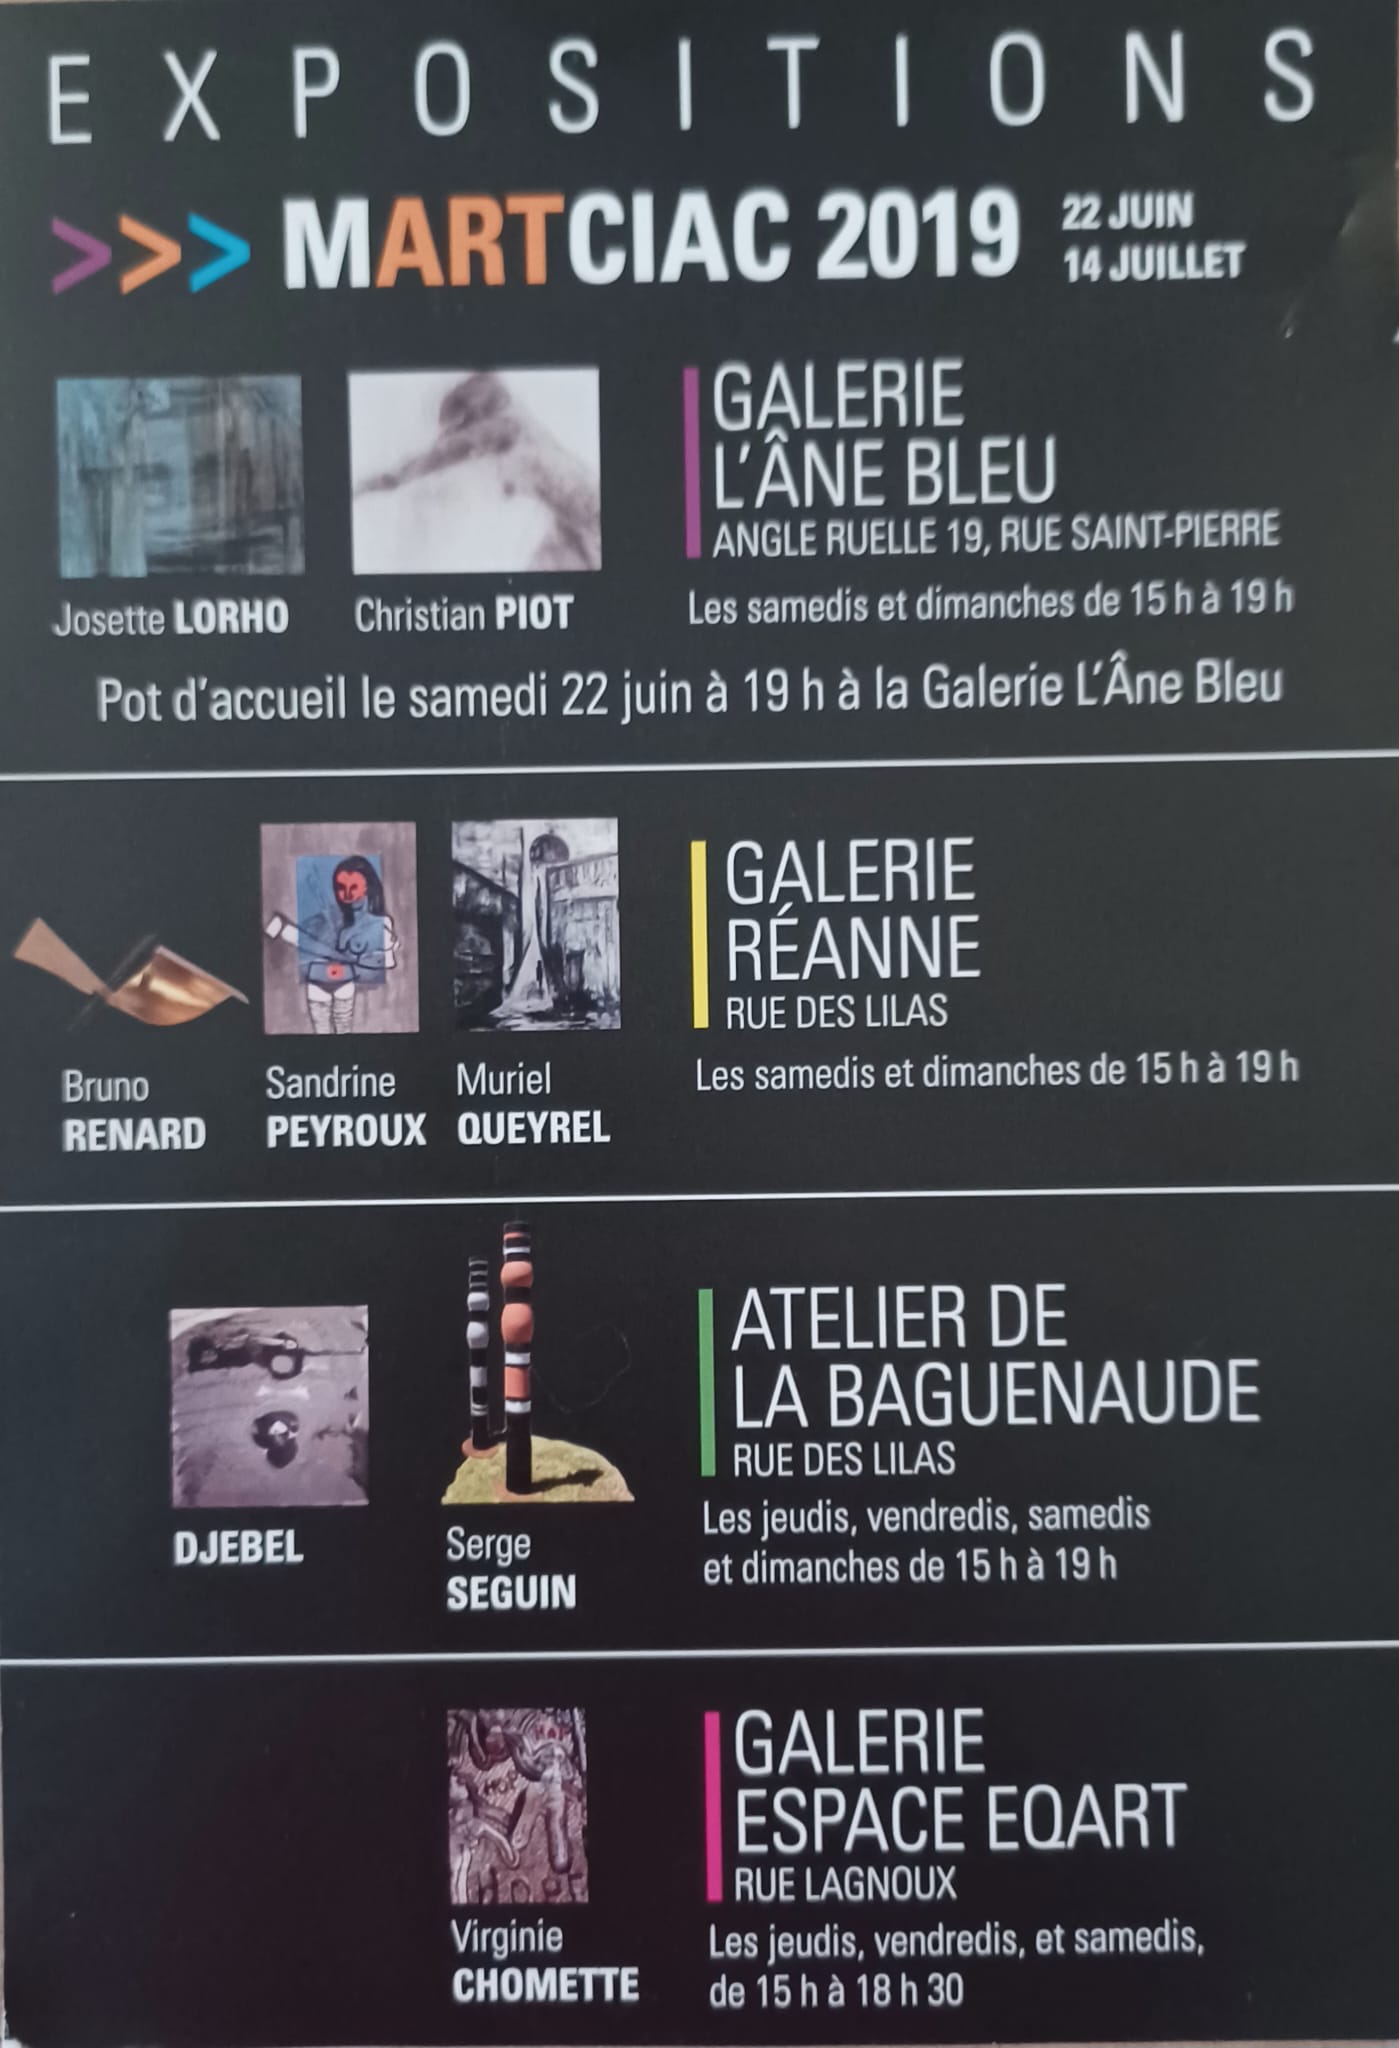 EXPOSITIONS
>>> MARTCIAC 2019
22 JUIN
14 JUILLET
GALERIE
L'ÂNE BLEU
ANGLE RUELLE 19, RUE SAINT-PIERRE
Les samedis et dimanches de 15 h à 19 h
Josette LORHO
Christian PIOT
Pot d'accueil le samedi 22 juin à 19 h à la Galerie L'Âne Bleu
GALERIE
RÉANNE
RUE DES LILAS
Les samedis et dimanches de 15 h à 19 h
Bruno
RENARD
Sandrine
PEYROUX
Muriel
QUEYREL
ATELIER DE
LA BAGUENAUDE
RUE DES LILAS
Les jeudis, vendredis, samedis
et dimanches de 15 h à 19 h
DJEBEL
Serge
SEGUIN
GALERIE
ESPACE EQART
RUE LAGNOUX
Les jeudis, vendredis, et samedis,
de 15 h à 18 h 30
Virginie
CHOMETTE